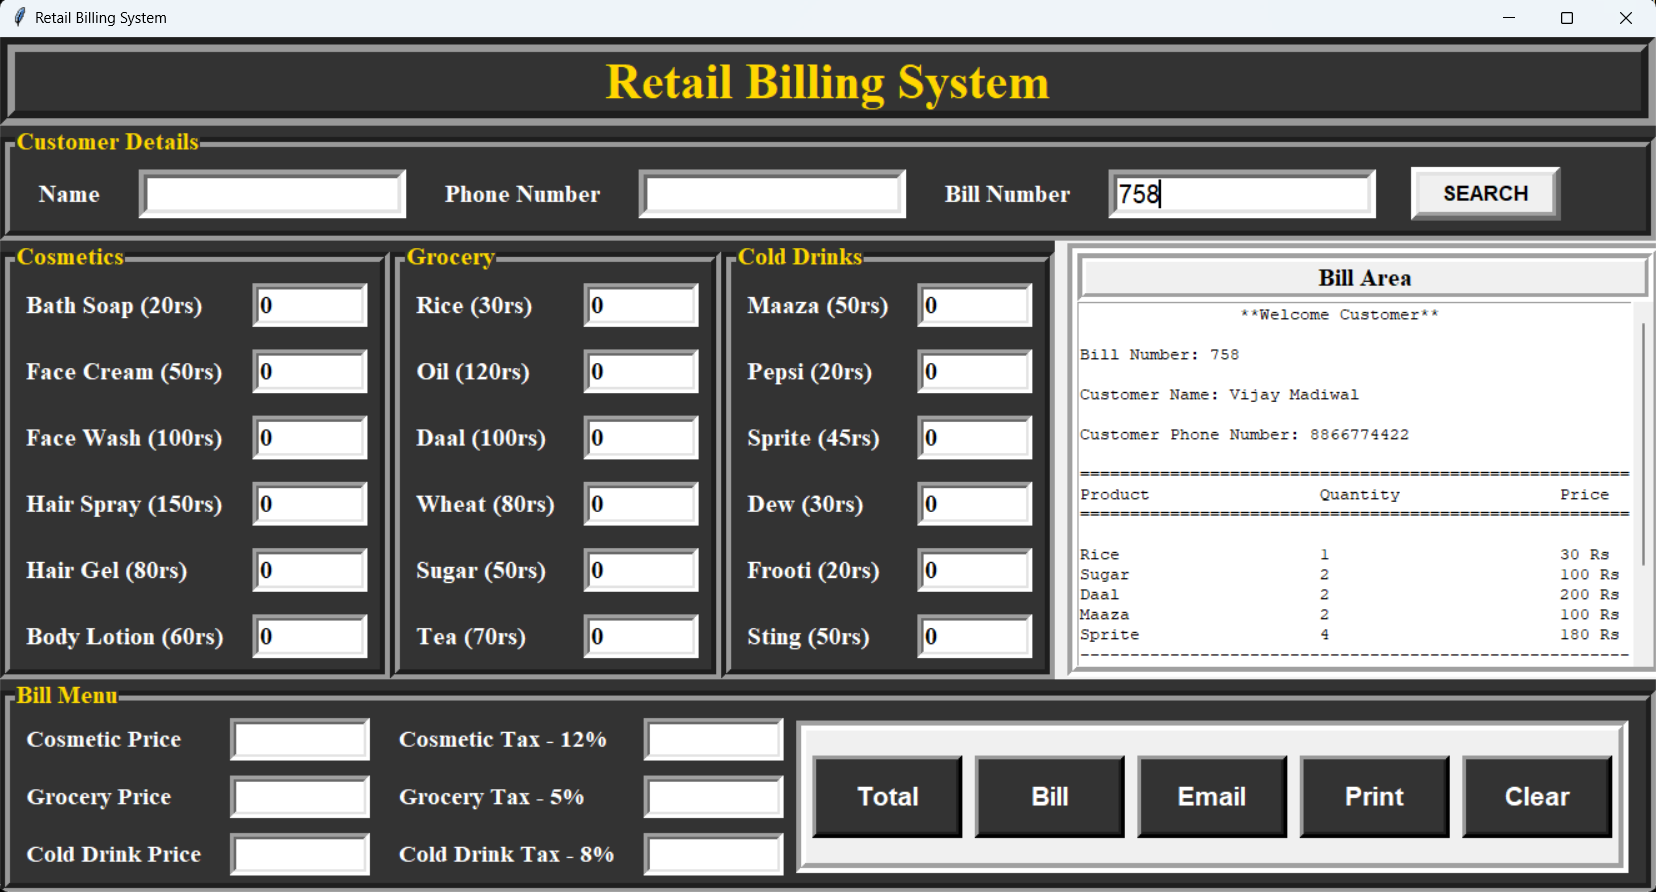 Retail Billing System
Retail Billing System
Customer Details
Name Phone Number Bill Number 758 SEARCH
Cosmetics
Bath Soap (20rs) 0
Face Cream (50rs) 0
Face Wash (100rs) 0
Hair Spray (150rs) 0
Hair Gel (80rs) 0
Body Lotion (60rs) 0
Grocery
Rice (30rs) 0
Oil (120rs) 0
Daal (100rs) 0
Wheat (80rs) 0
Sugar (50rs) 0
Tea (70rs) 0
Cold Drinks
Maaza (50rs) 0
Pepsi (20rs) 0
Sprite (45rs) 0
Dew (30rs) 0
Frooti (20rs) 0
Sting (50rs) 0
Bill Area
**Welcome Customer**
Bill Number: 758
Customer Name: Vijay Madiwal
Customer Phone Number: 8866774422
=======================================================
Product Quantity Price
=======================================================
Rice 1 30 Rs
Sugar 2 100 Rs
Daal 2 200 Rs
Maaza 2 100 Rs
Sprite 4 180 Rs
-------------------------------------------------------
Bill Menu
Cosmetic Price Cosmetic Tax - 12%
Grocery Price Grocery Tax - 5%
Cold Drink Price Cold Drink Tax - 8%
Total Bill Email Print Clear